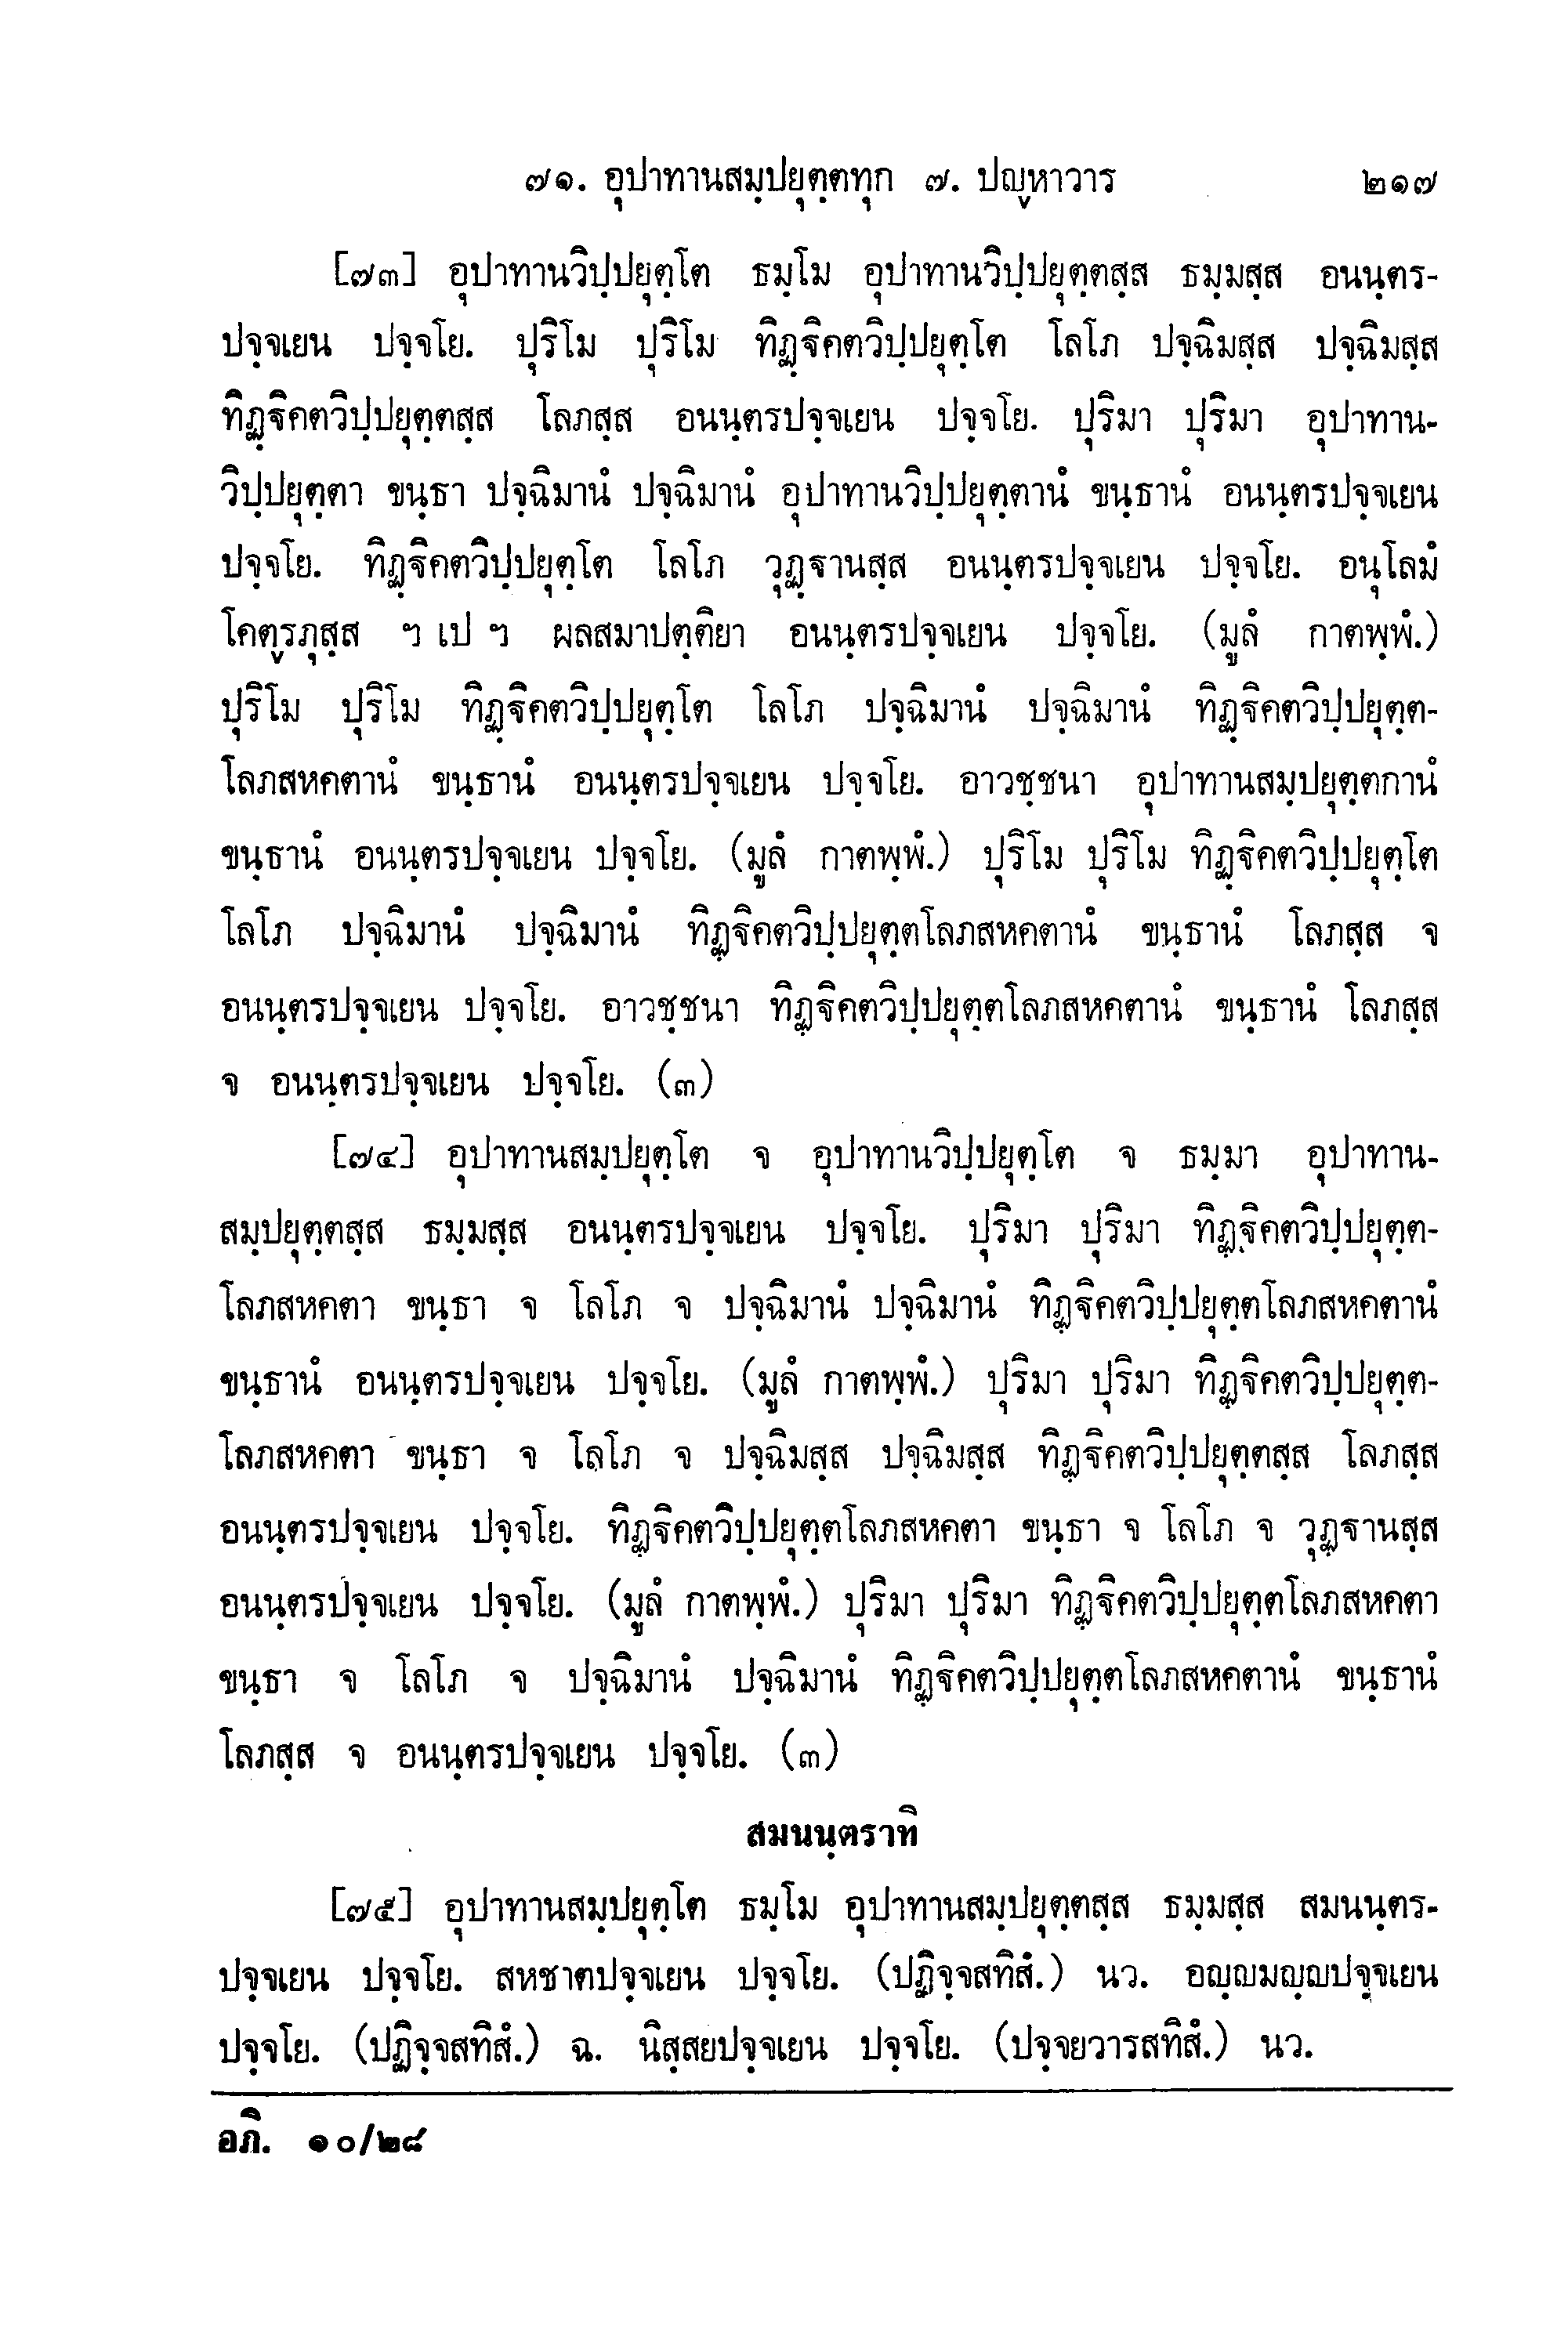 ๗๑. อุปาทานสมฺปยุตฺตทุก ๗. ปญฺหาวาร ๒๑๗
[๗๓] อุปาทานวิปฺปยุตฺโต ธมฺโม อุปาทานวิปฺปยุตฺตสฺส ธมฺมสฺส อนนฺตร-
ปจฺจเยน ปจฺจโย. ปุริโม ปุริโม ทิฏฺฐิคตวิปฺปยุตฺโต โลโภ ปจฺฉิมสฺส ปจฺฉิมสฺส
ทิฏฺฐิคตวิปฺปยุตฺตสฺส โลภสฺส อนนฺตรปจฺจเยน ปจฺจโย. ปุริมา ปุริมา อุปาทาน-
วิปฺปยุตฺตา ขนฺธา ปจฺฉิมานํ ปจฺฉิมานํ อุปาทานวิปฺปยุตฺตานํ ขนฺธานํ อนนฺตรปจฺจเยน
ปจฺจโย. ทิฏฺฐิคตวิปฺปยุตฺโต โลโภ วุฏฺฐานสฺส อนนฺตรปจฺจเยน ปจฺจโย. อนุโลมํ
โคตฺรภุสฺส ฯ เป ฯ ผลสมาปตฺติยา อนนฺตรปจฺจเยน ปจฺจโย. (มูลํ กาตพฺพํ.)
ปุริโม ปุริโม ทิฏฺฐิคตวิปฺปยุตฺโต โลโภ ปจฺฉิมานํ ปจฺฉิมานํ ทิฏฺฐิคตวิปฺปยุตฺต-
โลภสหคตานํ ขนฺธานํ อนนฺตรปจฺจเยน ปจฺจโย. อาวชฺชนา อุปาทานสมฺปยุตฺตกานํ
ขนฺธานํ อนนฺตรปจฺจเยน ปจฺจโย. (มูลํ กาตพฺพํ.) ปุริโม ปุริโม ทิฏฺฐิคตวิปฺปยุตฺโต
โลโภ ปจฺฉิมานํ ปจฺฉิมานํ ทิฏฺฐิคตวิปฺปยุตฺตโลภสหคตานํ ขนฺธานํ โลภสฺส จ
อนนฺตรปจฺจเยน ปจฺจโย. อาวชฺชนา ทิฏฺฐิคตวิปฺปยุตฺตโลภสหคตานํ ขนฺธานํ โลภสฺส
จ อนนฺตรปจฺจเยน ปจฺจโย. (๓)
[๗๔] อุปาทานสมฺปยุตฺโต จ อุปาทานวิปฺปยุตฺโต จ ธมฺมา อุปาทาน-
สมฺปยุตฺตสฺส ธมฺมสฺส อนนฺตรปจฺจเยน ปจฺจโย. ปุริมา ปุริมา ทิฏฺฐิคตวิปฺปยุตฺต-
โลภสหคตา ขนฺธา จ โลโภ จ ปจฺฉิมานํ ปจฺฉิมานํ ทิฏฺฐิคตวิปฺปยุตฺตโลภสหคตานํ
ขนฺธานํ อนนฺตรปจฺจเยน ปจฺจโย. (มูลํ กาตพฺพํ.) ปุริมา ปุริมา ทิฏฺฐิคตวิปฺปยุตฺต-
โลภสหคตา ขนฺธา จ โลโภ จ ปจฺฉิมสฺส ปจฺฉิมสฺส ทิฏฺฐิคตวิปฺปยุตฺตสฺส โลภสฺส
อนนฺตรปจฺจเยน ปจฺจโย. ทิฏฺฐิคตวิปฺปยุตฺตโลภสหคตา ขนฺธา จ โลโภ จ วุฏฺฐานสฺส
อนนฺตรปจฺจเยน ปจฺจโย. (มูลํ กาตพฺพํ.) ปุริมา ปุริมา ทิฏฺฐิคตวิปฺปยุตฺตโลภสหคตา
ขนฺธา จ โลโภ จ ปจฺฉิมานํ ปจฺฉิมานํ ทิฏฺฐิคตวิปฺปยุตฺตโลภสหคตานํ ขนฺธานํ
โลภสฺส จ อนนฺตรปจฺจเยน ปจฺจโย. (๓)
สมนนฺตราทิ
[๗๕] อุปาทานสมฺปยุตฺโต ธมฺโม อุปาทานสมฺปยุตฺตสฺส ธมฺมสฺส สมนนฺตร-
ปจฺจเยน ปจฺจโย. สหชาตปจฺจเยน ปจฺจโย. (ปฏิจฺจสทิสํ.) นว. อญฺญมญฺญปจฺจเยน
ปจฺจโย. (ปฏิจฺจสทิสํ.) ฉ. นิสฺสยปจฺจเยน ปจฺจโย. (ปจฺจยวารสทิสํ.) นว.
อภิ. ๑๐/๒๘